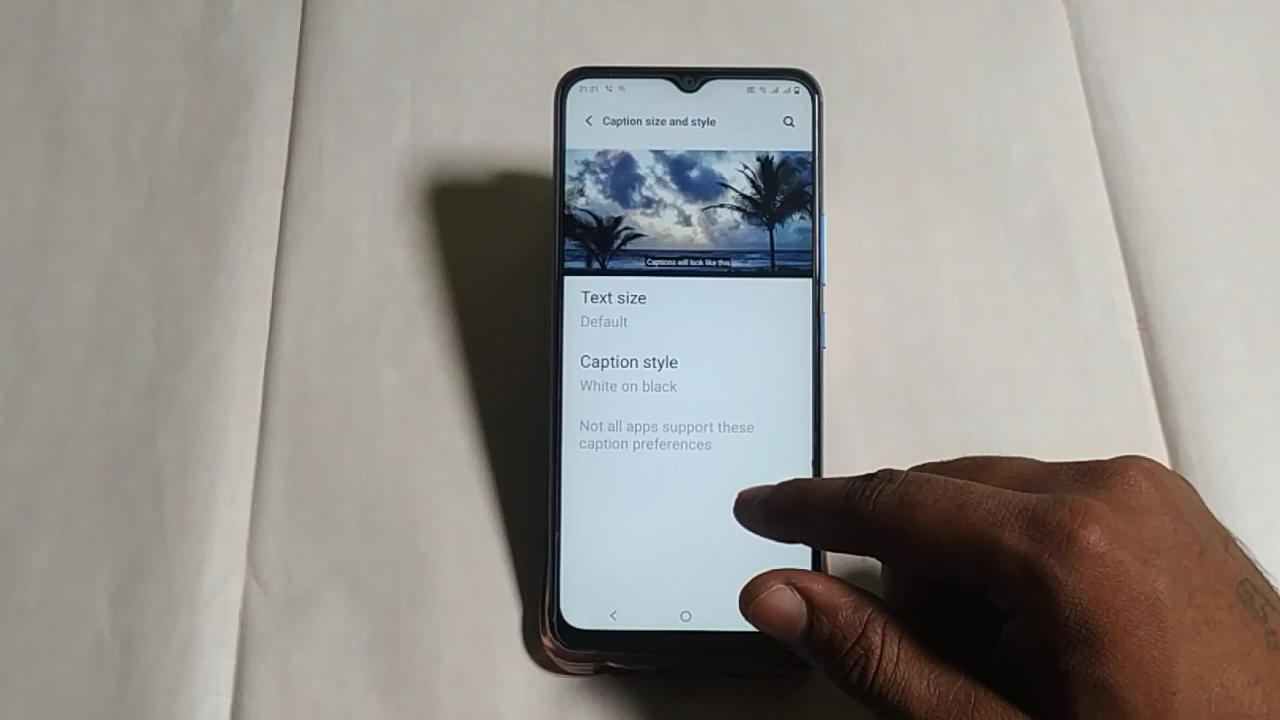 21:21
Caption size and style
Captions will look like this
Text size
Default
Caption style
White on black
Not all apps support these
caption preferences